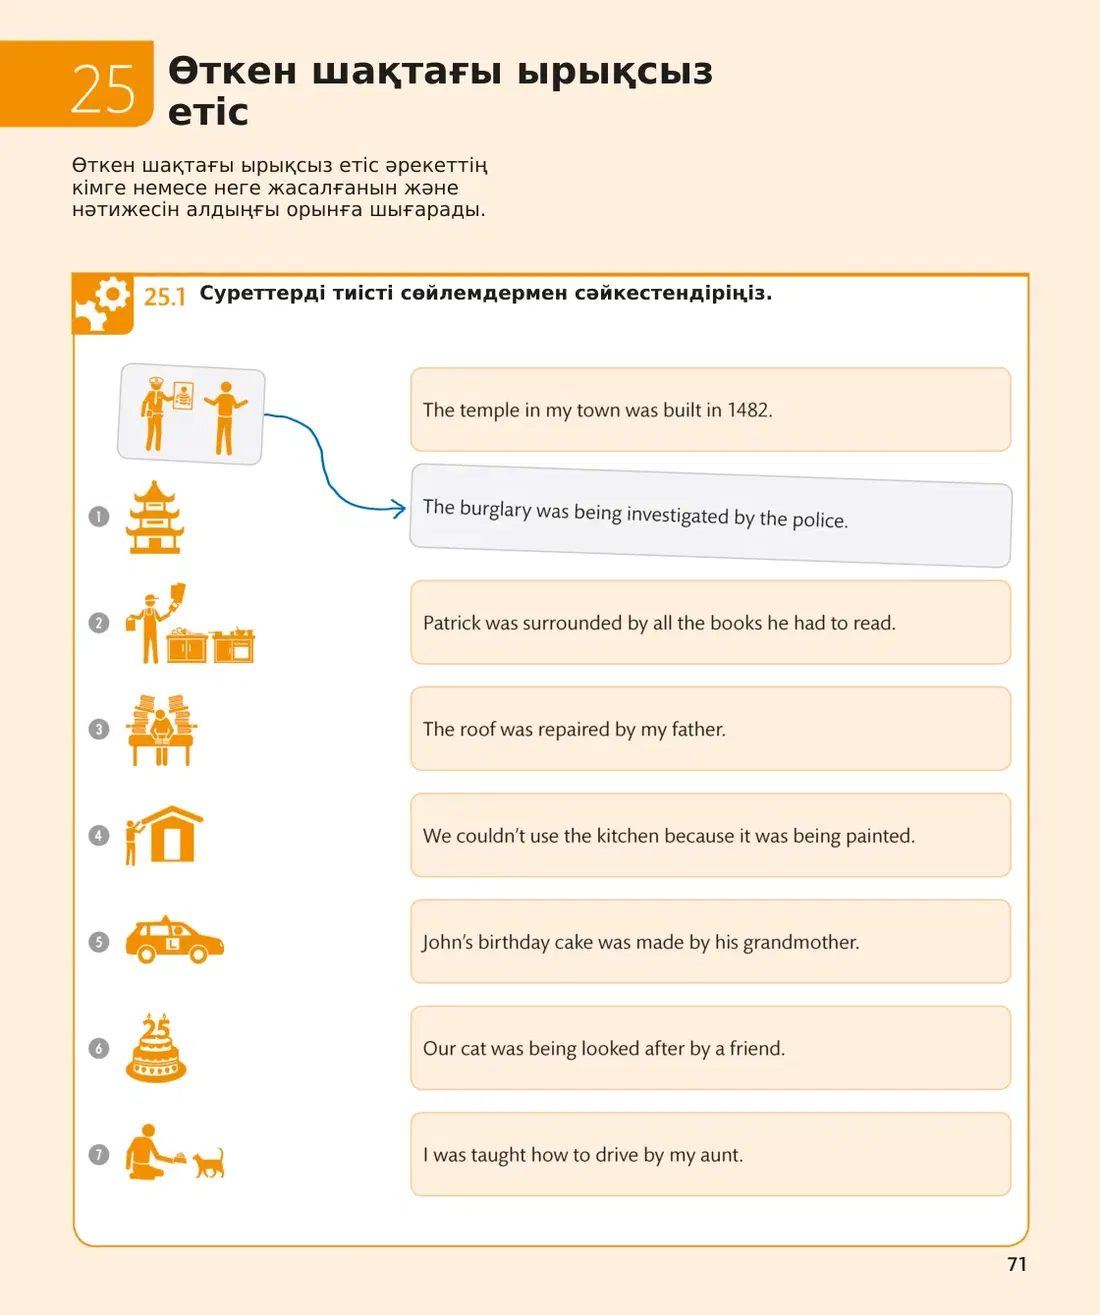 25
Өткен шақтағы ырықсыз
етіс
Өткен шақтағы ырықсыз етіс әрекеттің
кімге немесе неге жасалғанын және
нәтижесін алдыңғы орынға шығарады.
25.1 Суреттерді тиісті сөйлемдермен сәйкестендіріңіз.
The temple in my town was built in 1482.
1
The burglary was being investigated by the police.
2
Patrick was surrounded by all the books he had to read.
3
The roof was repaired by my father.
4
We couldn’t use the kitchen because it was being painted.
5
L
John’s birthday cake was made by his grandmother.
6
25
Our cat was being looked after by a friend.
7
I was taught how to drive by my aunt.
71